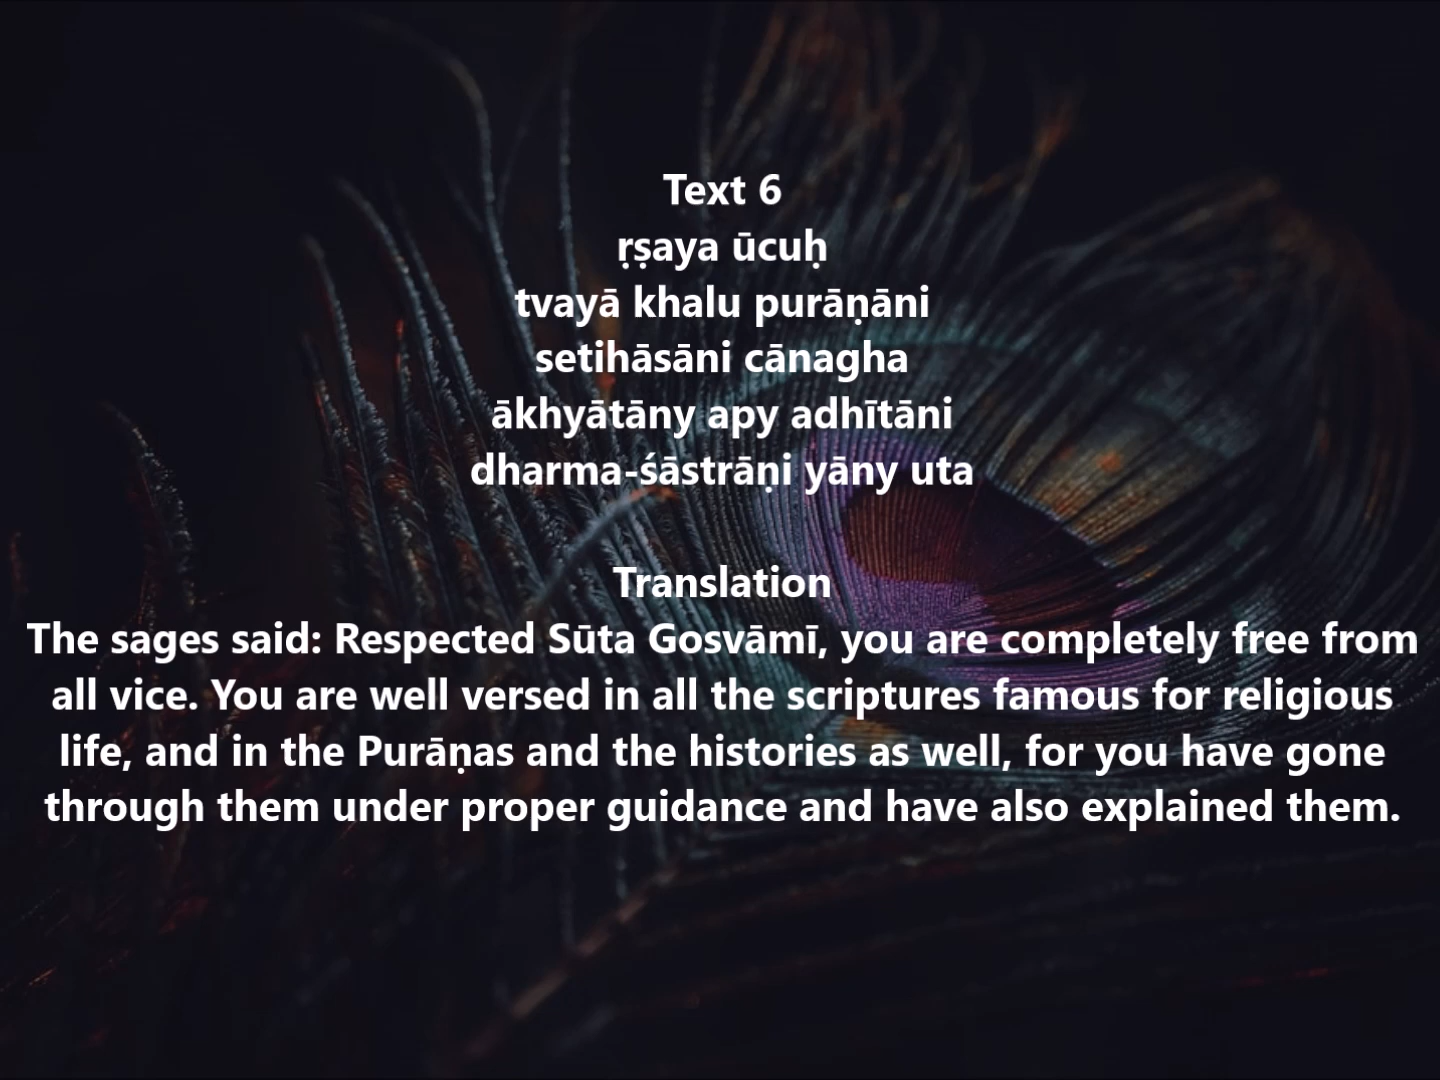 Text 6
ṛṣaya ūcuḥ
tvayā khalu purāṇāni
setihāsāni cānagha
ākhyātāny apy adhītāni
dharma-śāstrāṇi yāny uta
Translation
The sages said: Respected Sūta Gosvāmī, you are completely free from
all vice. You are well versed in all the scriptures famous for religious
life, and in the Purāṇas and the histories as well, for you have gone
through them under proper guidance and have also explained them.